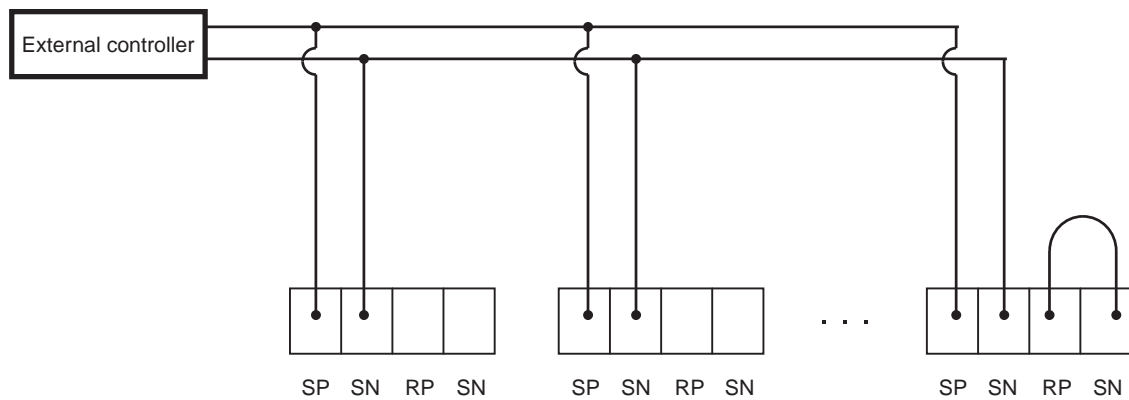 External controller
. . .
SP SN RP SN SP SN RP SN SP SN RP SN